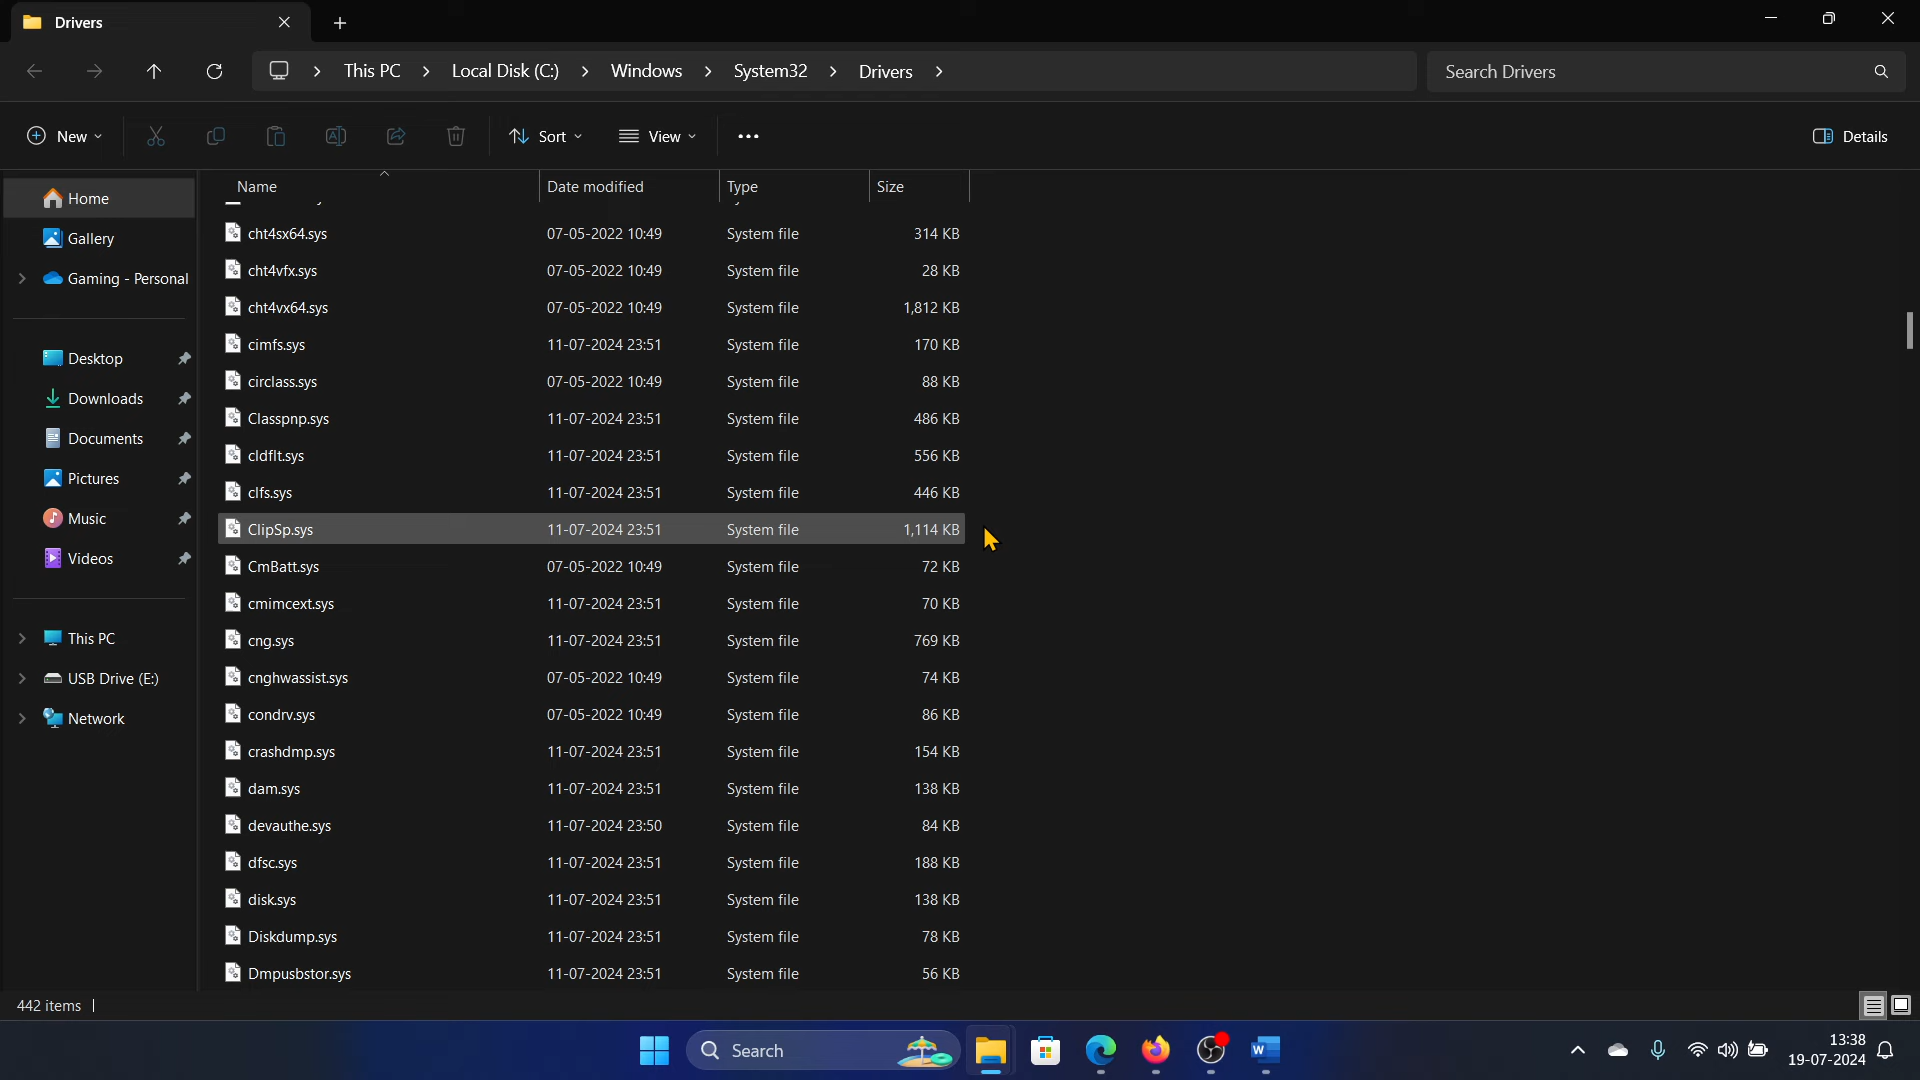 Drivers
This PC Local Disk (C:) Windows System32 Drivers
Search Drivers
New Sort View Details
Name Date modified Type Size
Home
Gallery
Gaming - Personal
Desktop
Downloads
Documents
Pictures
Music
Videos
This PC
USB Drive (E:)
Network
cht4sx64.sys 07-05-2022 10:49 System file 314 KB
cht4vfx.sys 07-05-2022 10:49 System file 28 KB
cht4vx64.sys 07-05-2022 10:49 System file 1,812 KB
cimfs.sys 11-07-2024 23:51 System file 170 KB
circlass.sys 07-05-2022 10:49 System file 88 KB
Classpnp.sys 11-07-2024 23:51 System file 486 KB
cldflt.sys 11-07-2024 23:51 System file 556 KB
clfs.sys 11-07-2024 23:51 System file 446 KB
ClipSp.sys 11-07-2024 23:51 System file 1,114 KB
CmBatt.sys 07-05-2022 10:49 System file 72 KB
cmimcext.sys 11-07-2024 23:51 System file 70 KB
cng.sys 11-07-2024 23:51 System file 769 KB
cnghwassist.sys 07-05-2022 10:49 System file 74 KB
condrv.sys 07-05-2022 10:49 System file 86 KB
crashdmp.sys 11-07-2024 23:51 System file 154 KB
dam.sys 11-07-2024 23:51 System file 138 KB
devauthe.sys 11-07-2024 23:50 System file 84 KB
dfsc.sys 11-07-2024 23:51 System file 188 KB
disk.sys 11-07-2024 23:51 System file 138 KB
Diskdump.sys 11-07-2024 23:51 System file 78 KB
Dmpusbstor.sys 11-07-2024 23:51 System file 56 KB
442 items
Search
W
13:38
19-07-2024